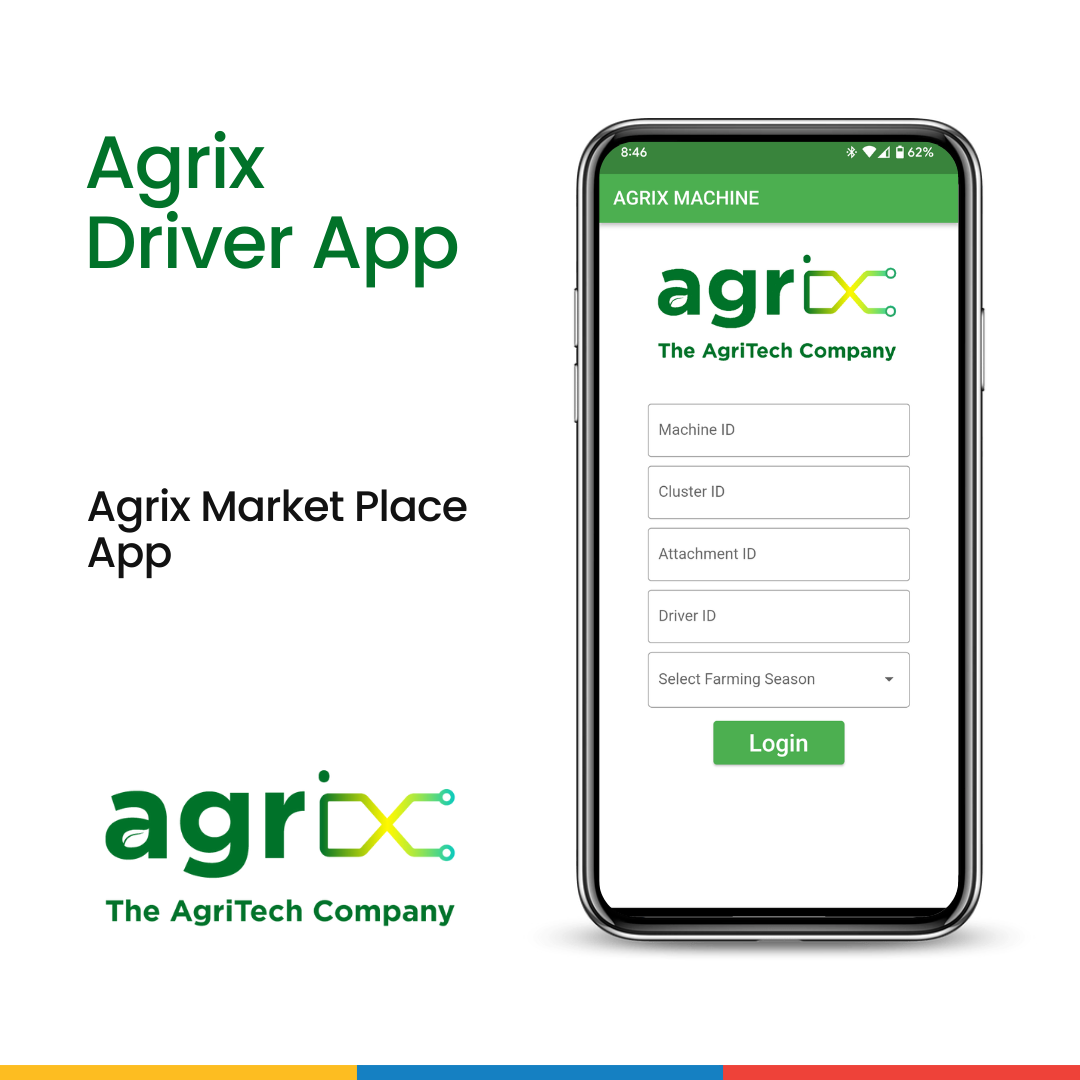 Agrix
Driver App
Agrix Market Place
App
agrix
The AgriTech Company
8:46
62%
AGRIX MACHINE
agrix
The AgriTech Company
Machine ID
Cluster ID
Attachment ID
Driver ID
Select Farming Season
Login